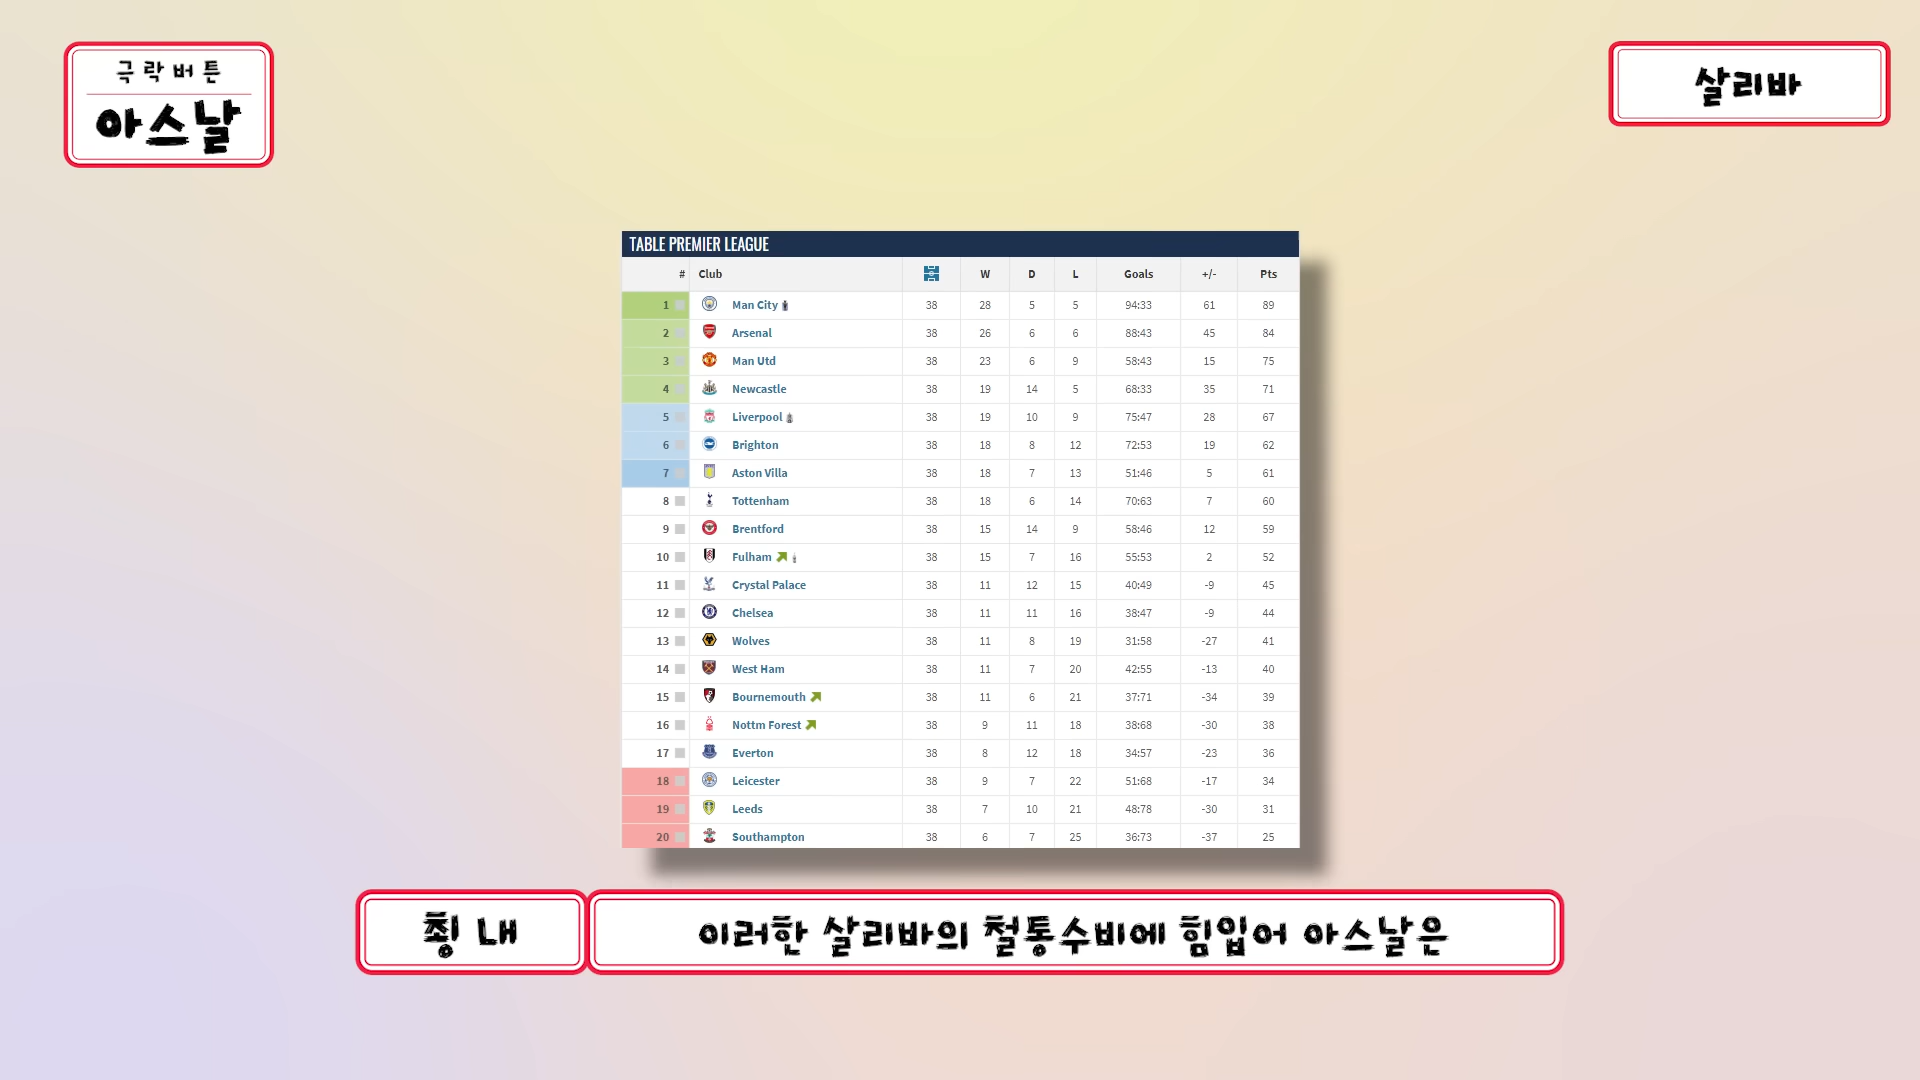 극락버튼
아스날
살리바
TABLE PREMIER LEAGUE
# Club W D L Goals +/- Pts
1 Man City 38 28 5 5 94:33 61 89
2 Arsenal 38 26 6 6 88:43 45 84
3 Man Utd 38 23 6 9 58:43 15 75
4 Newcastle 38 19 14 5 68:33 35 71
5 Liverpool 38 19 10 9 75:47 28 67
6 Brighton 38 18 8 12 72:53 19 62
7 Aston Villa 38 18 7 13 51:46 5 61
8 Tottenham 38 18 6 14 70:63 7 60
9 Brentford 38 15 14 9 58:46 12 59
10 Fulham 38 15 7 16 55:53 2 52
11 Crystal Palace 38 11 12 15 40:49 -9 45
12 Chelsea 38 11 11 16 38:47 -9 44
13 Wolves 38 11 8 19 31:58 -27 41
14 West Ham 38 11 7 20 42:55 -13 40
15 Bournemouth 38 11 6 21 37:71 -34 39
16 Nottm Forest 38 9 11 18 38:68 -30 38
17 Everton 38 8 12 18 34:57 -23 36
18 Leicester 38 9 7 22 51:68 -17 34
19 Leeds 38 7 10 21 48:78 -30 31
20 Southampton 38 6 7 25 36:73 -37 25
췽 내 이러한 살리바의 철통수비에 힘입어 아스날은